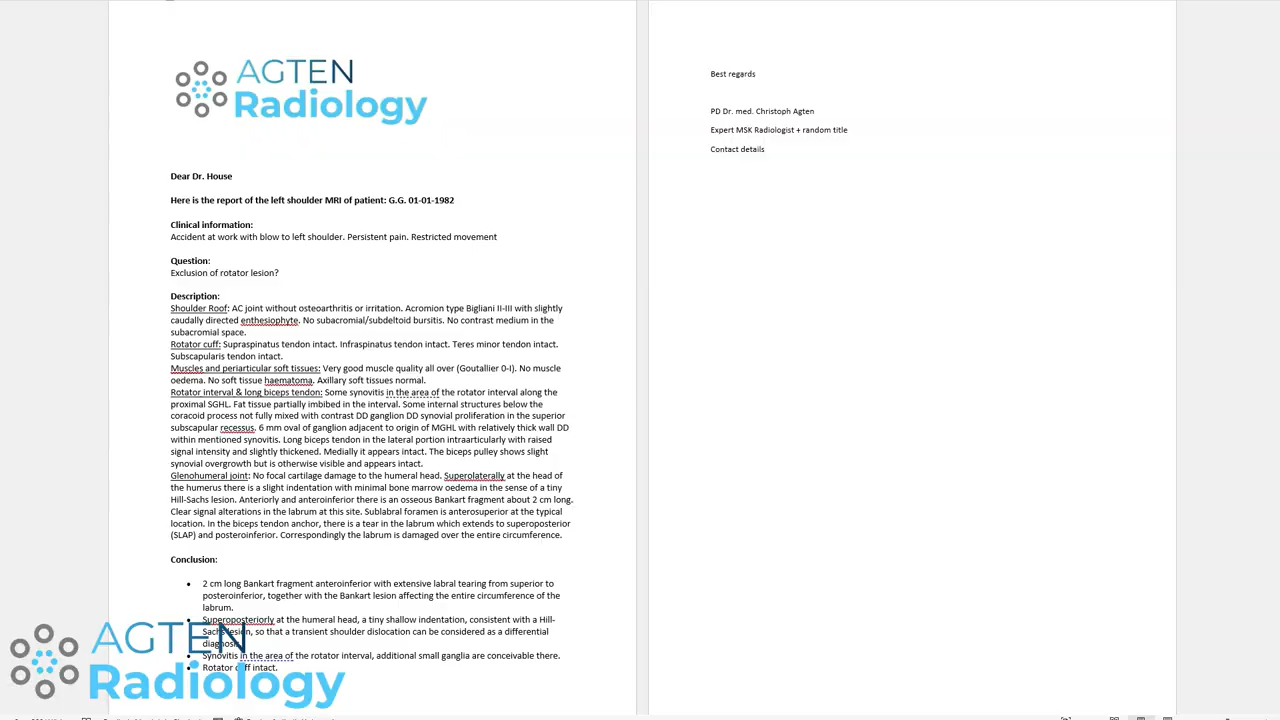 AGTEN
Radiology
Dear Dr. House
Here is the report of the left shoulder MRI of patient: G.G. 01-01-1982
Clinical information:
Accident at work with blow to left shoulder. Persistent pain. Restricted movement
Question:
Exclusion of rotator lesion?
Description:
Shoulder Roof: AC joint without osteoarthritis or irritation. Acromion type Bigliani II-III with slightly
caudally directed enthesiophyte. No subacromial/subdeltoid bursitis. No contrast medium in the
subacromial space.
Rotator cuff: Supraspinatus tendon intact. Infraspinatus tendon intact. Teres minor tendon intact.
Subscapularis tendon intact.
Muscles and periarticular soft tissues: Very good muscle quality all over (Goutallier 0-I). No muscle
oedema. No soft tissue haematoma. Axillary soft tissues normal.
Rotator interval & long biceps tendon: Some synovitis in the area of the rotator interval along the
proximal SGHL. Fat tissue partially imbibed in the interval. Some internal structures below the
coracoid process not fully mixed with contrast DD ganglion DD synovial proliferation in the superior
subscapular recessus. 6 mm oval of ganglion adjacent to origin of MGHL with relatively thick wall DD
within mentioned synovitis. Long biceps tendon in the lateral portion intraarticularly with raised
signal intensity and slightly thickened. Medially it appears intact. The biceps pulley shows slight
synovial overgrowth but is otherwise visible and appears intact.
Glenohumeral joint: No focal cartilage damage to the humeral head. Superolaterally at the head of
the humerus there is a slight indentation with minimal bone marrow oedema in the sense of a tiny
Hill-Sachs lesion. Anteriorly and anteroinferior there is an osseous Bankart fragment about 2 cm long.
Clear signal alterations in the labrum at this site. Sublabral foramen is anterosuperior at the typical
location. In the biceps tendon anchor, there is a tear in the labrum which extends to superoposterior
(SLAP) and posteroinferior. Correspondingly the labrum is damaged over the entire circumference.
Conclusion:
• 2 cm long Bankart fragment anteroinferior with extensive labral tearing from superior to
posteroinferior, together with the Bankart lesion affecting the entire circumference of the
labrum.
• Superoposteriorly at the humeral head, a tiny shallow indentation, consistent with a Hill-
Sachs lesion, so that a transient shoulder dislocation can be considered as a differential
diagnosis.
• Synovitis in the area of the rotator interval, additional small ganglia are conceivable there.
• Rotator cuff intact.
Best regards
PD Dr. med. Christoph Agten
Expert MSK Radiologist + random title
Contact details
AGTEN
Radiology